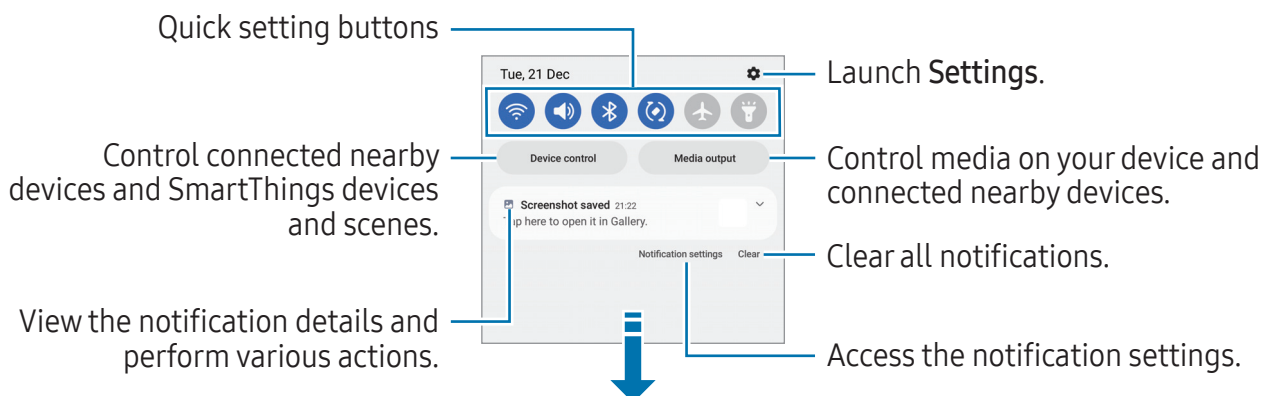 Quick setting buttons
Tue, 21 Dec
Launch Settings.
Control connected nearby
devices and SmartThings devices
and scenes.
Device control
Media output
Control media on your device and
connected nearby devices.
Screenshot saved 21:22
here to open it in Gallery.
Notification settings
Clear
Clear all notifications.
View the notification details and
perform various actions.
Access the notification settings.